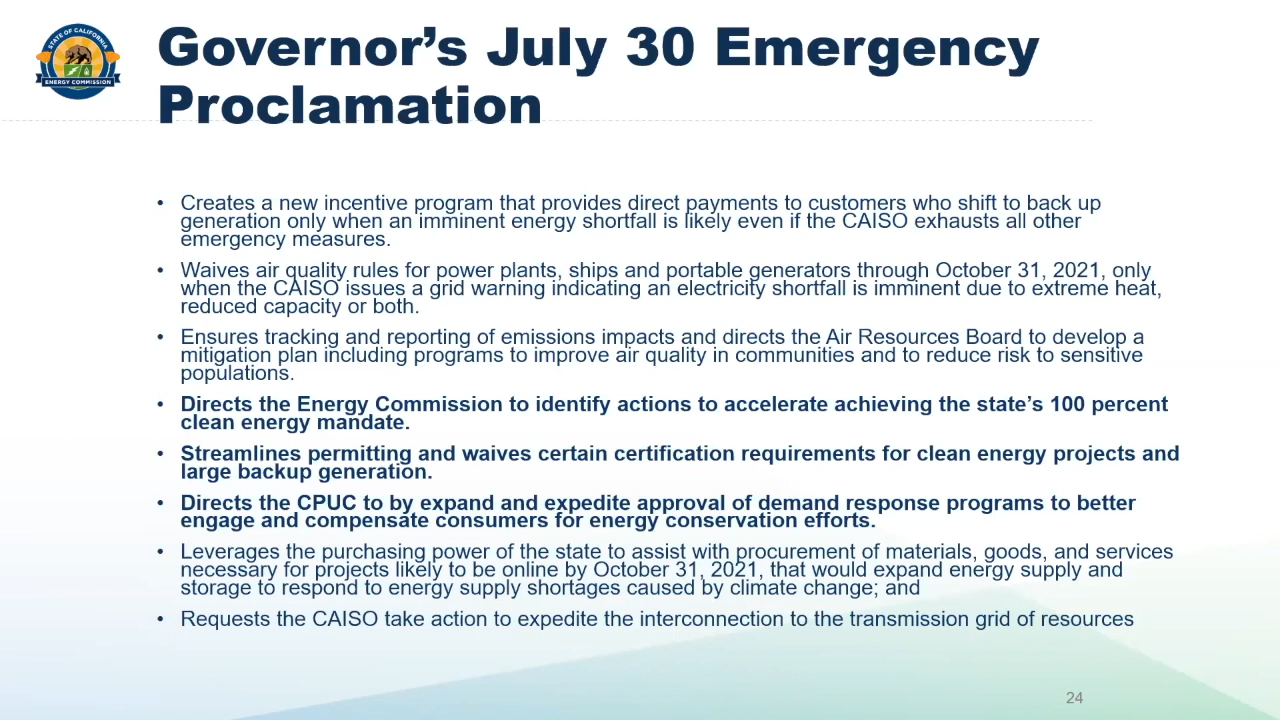 STATE OF CALIFORNIA
ENERGY COMMISSION
Governor’s July 30 Emergency
Proclamation
• Creates a new incentive program that provides direct payments to customers who shift to back up
generation only when an imminent energy shortfall is likely even if the CAISO exhausts all other
emergency measures.
• Waives air quality rules for power plants, ships and portable generators through October 31, 2021, only
when the CAISO issues a grid warning indicating an electricity shortfall is imminent due to extreme heat,
reduced capacity or both.
• Ensures tracking and reporting of emissions impacts and directs the Air Resources Board to develop a
mitigation plan including programs to improve air quality in communities and to reduce risk to sensitive
populations.
• Directs the Energy Commission to identify actions to accelerate achieving the state’s 100 percent
clean energy mandate.
• Streamlines permitting and waives certain certification requirements for clean energy projects and
large backup generation.
• Directs the CPUC to by expand and expedite approval of demand response programs to better
engage and compensate consumers for energy conservation efforts.
• Leverages the purchasing power of the state to assist with procurement of materials, goods, and services
necessary for projects likely to be online by October 31, 2021, that would expand energy supply and
storage to respond to energy supply shortages caused by climate change; and
• Requests the CAISO take action to expedite the interconnection to the transmission grid of resources
24